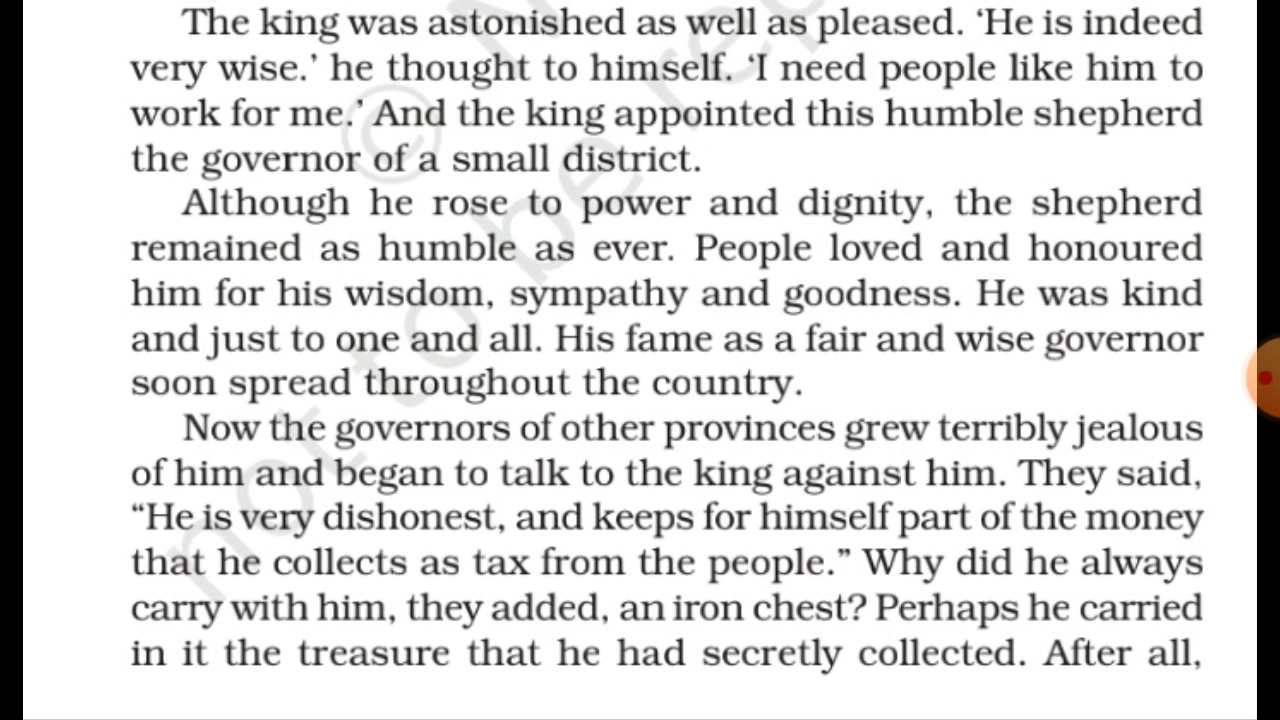 The king was astonished as well as pleased. ‘He is indeed
very wise.’ he thought to himself. ‘I need people like him to
work for me.’ And the king appointed this humble shepherd
the governor of a small district.
Although he rose to power and dignity, the shepherd
remained as humble as ever. People loved and honoured
him for his wisdom, sympathy and goodness. He was kind
and just to one and all. His fame as a fair and wise governor
soon spread throughout the country.
Now the governors of other provinces grew terribly jealous
of him and began to talk to the king against him. They said,
“He is very dishonest, and keeps for himself part of the money
that he collects as tax from the people.” Why did he always
carry with him, they added, an iron chest? Perhaps he carried
in it the treasure that he had secretly collected. After all,
© N
not to be rep